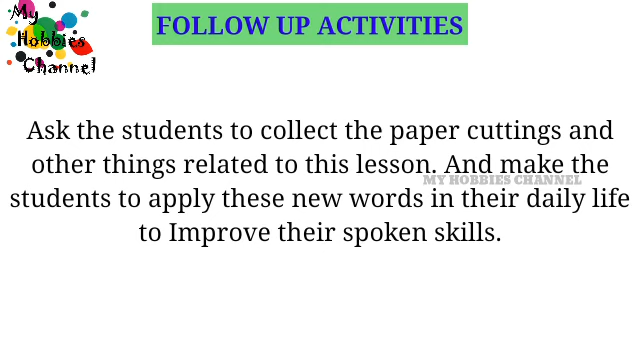 My
Hobbies
Channel
FOLLOW UP ACTIVITIES
Ask the students to collect the paper cuttings and
other things related to this lesson. And make the
MY HOBBIES CHANNEL
students to apply these new words in their daily life
to Improve their spoken skills.